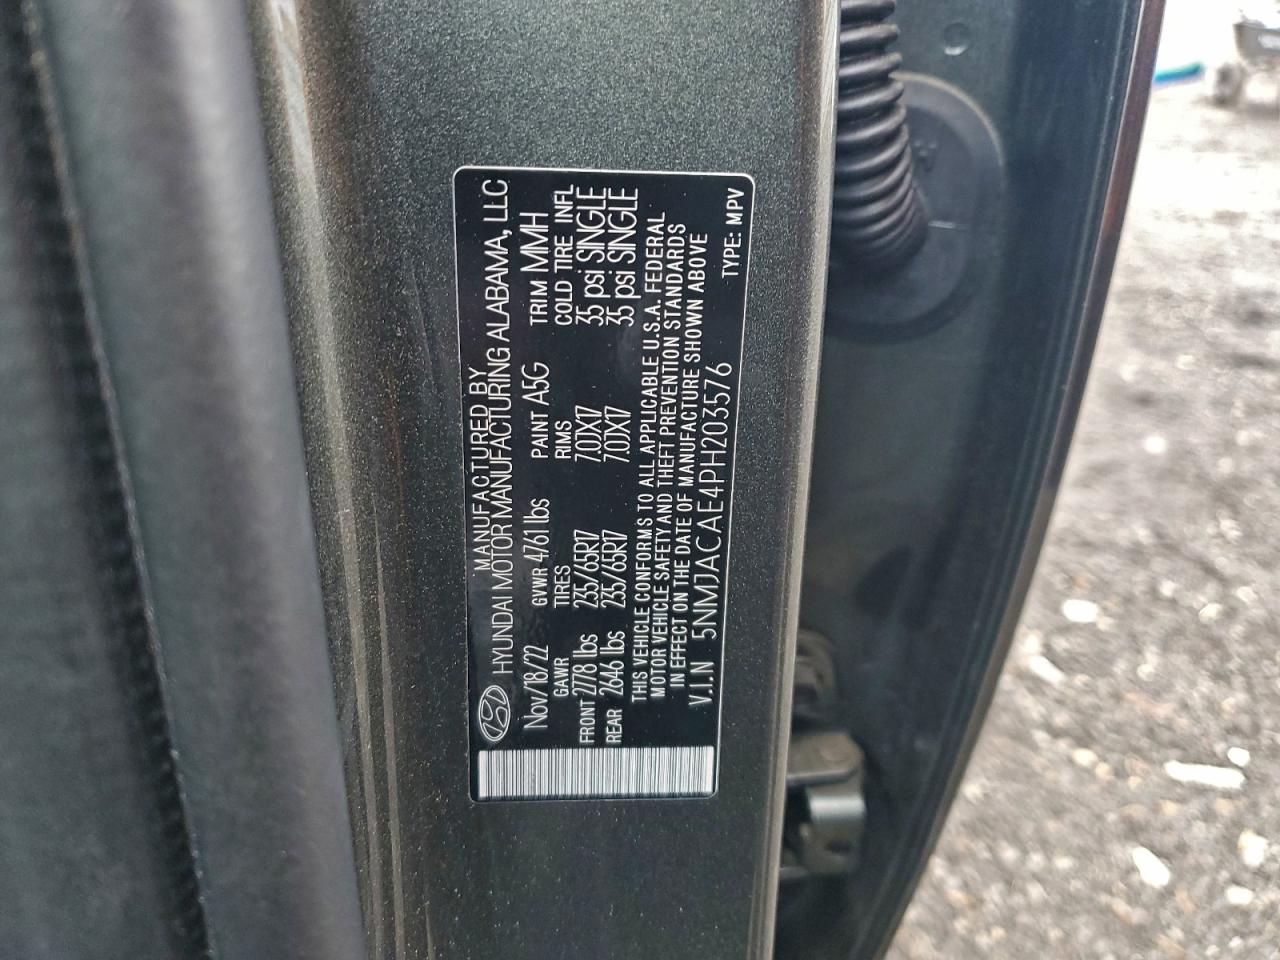 MANUFACTURED BY
HYUNDAI MOTOR MANUFACTURING ALABAMA, LLC
Nov/18/22 GVWR 4761 lbs PAINT A5G TRIM MMH
GAWR TIRES RIMS COLD TIRE INFL
FRONT 2778 lbs 235/65R17 7.0JX17 35 psi SINGLE
REAR 2646 lbs 235/65R17 7.0JX17 35 psi SINGLE
THIS VEHICLE CONFORMS TO ALL APPLICABLE U.S.A. FEDERAL
MOTOR VEHICLE SAFETY AND THEFT PREVENTION STANDARDS
IN EFFECT ON THE DATE OF MANUFACTURE SHOWN ABOVE
V.I.N 5NMJACAE4PH203576 TYPE: MPV